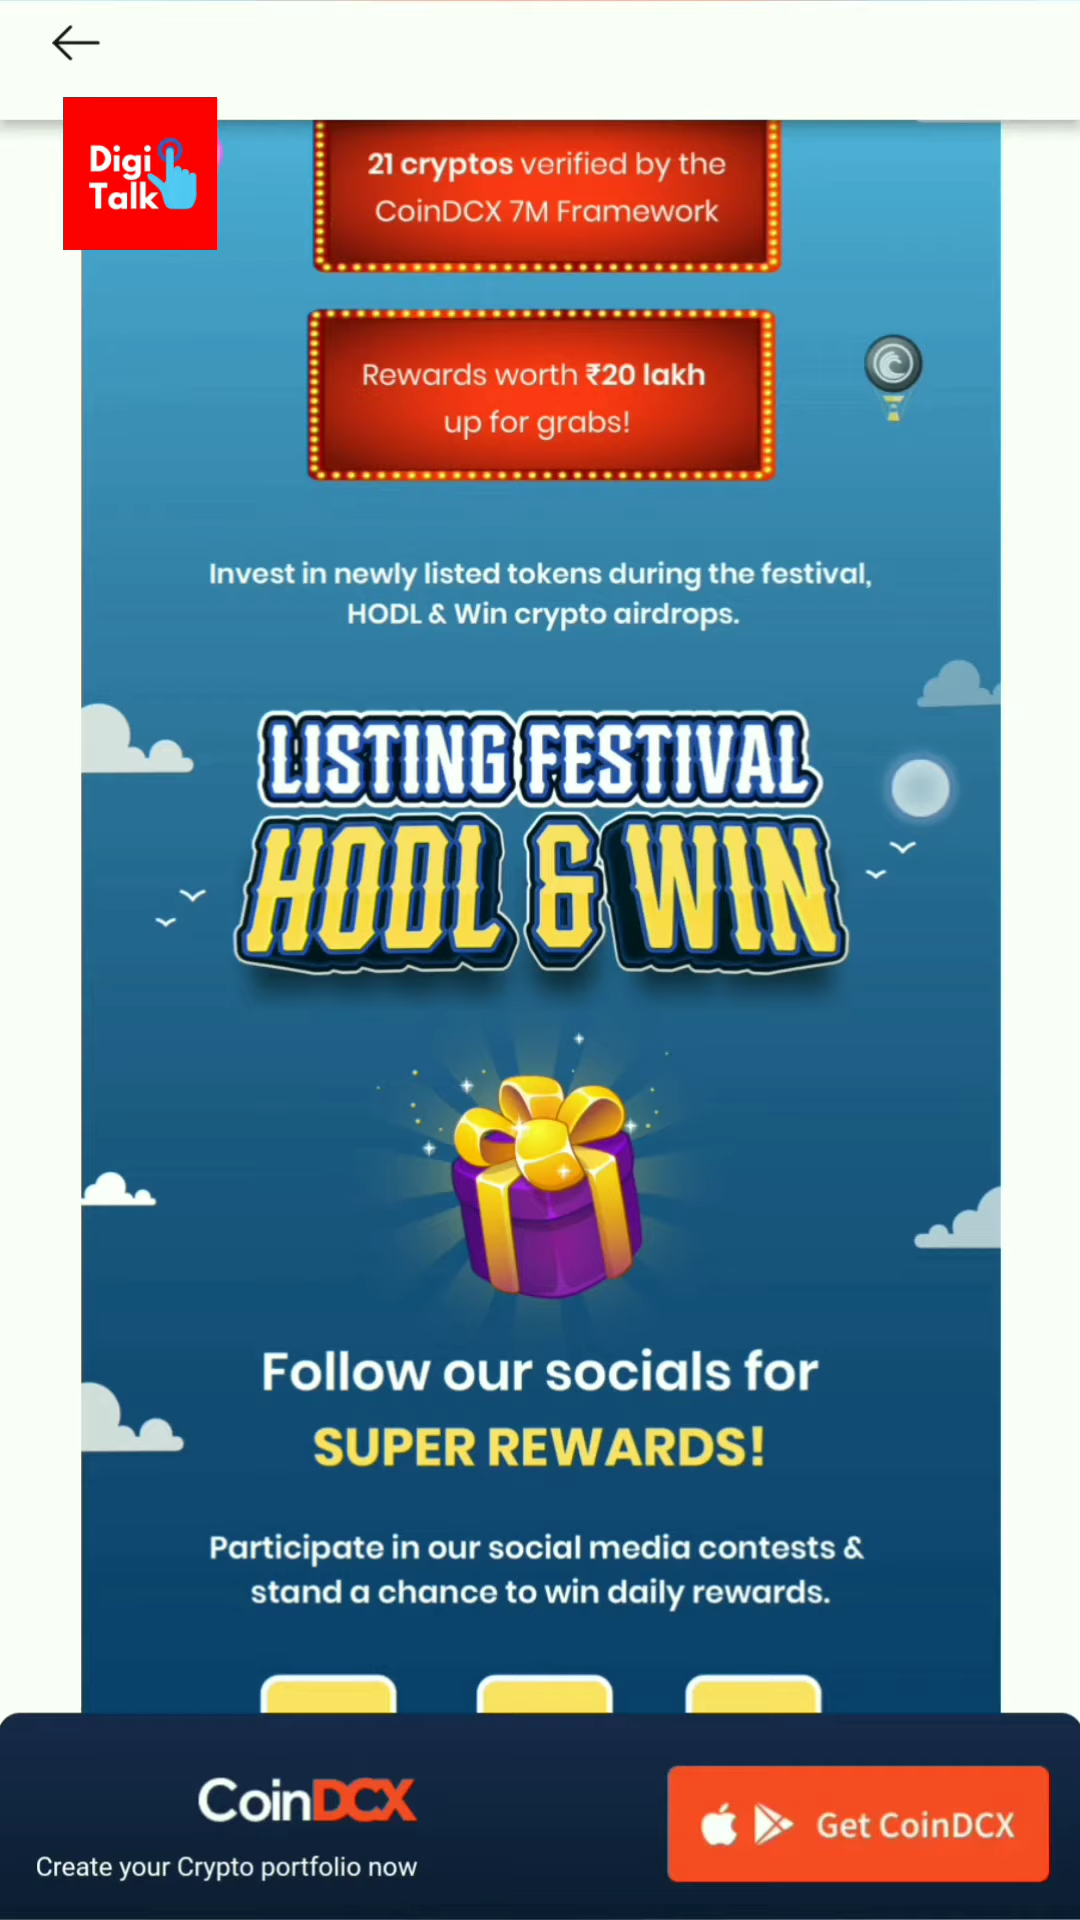 Digi
Talk
21 cryptos verified by the
CoinDCX 7M Framework
Rewards worth ₹20 lakh
up for grabs!
Invest in newly listed tokens during the festival,
HODL & Win crypto airdrops.
LISTING FESTIVAL
HODL & WIN
Follow our socials for
SUPER REWARDS!
Participate in our social media contests &
stand a chance to win daily rewards.
CoinDCX
Create your Crypto portfolio now
Get CoinDCX